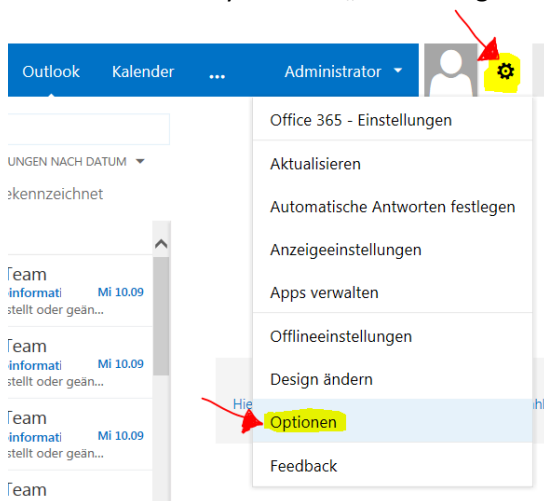 Outlook Kalender ... Administrator
Office 365 - Einstellungen
Aktualisieren
Automatische Antworten festlegen
Anzeigeeinstellungen
Apps verwalten
Offlineeinstellungen
Design ändern
Optionen
Feedback
UNGEN NACH DATUM
ekennzeichnet
Team
informati Mi 10.09
stellt oder geän...
Team
informati Mi 10.09
stellt oder geän...
Team
informati Mi 10.09
stellt oder geän...
Team
Hie